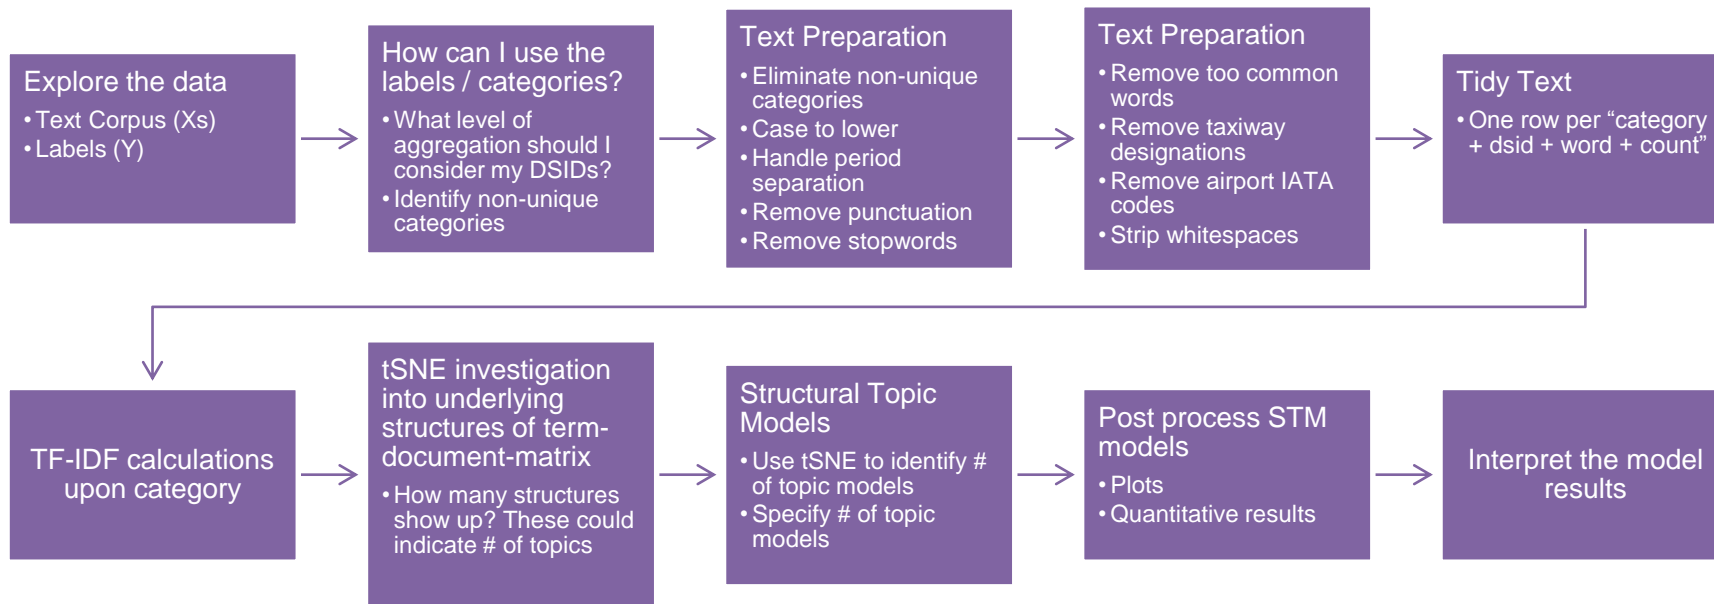 Explore the data
• Text Corpus (Xs)
• Labels (Y)
How can I use the
labels / categories?
• What level of
aggregation should I
consider my DSIDs?
• Identify non-unique
categories
Text Preparation
• Eliminate non-unique
categories
• Case to lower
• Handle period
separation
• Remove punctuation
• Remove stopwords
Text Preparation
• Remove too common
words
• Remove taxiway
designations
• Remove airport IATA
codes
• Strip whitespaces
Tidy Text
• One row per “category
+ dsid + word + count”
TF-IDF calculations
upon category
tSNE investigation
into underlying
structures of term-
document-matrix
• How many structures
show up? These could
indicate # of topics
Structural Topic
Models
• Use tSNE to identify #
of topic models
• Specify # of topic
models
Post process STM
models
• Plots
• Quantitative results
Interpret the model
results